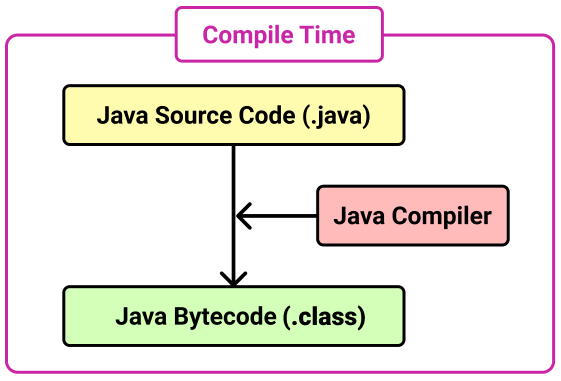 Compile Time
Java Source Code (.java)
Java Compiler
Java Bytecode (.class)